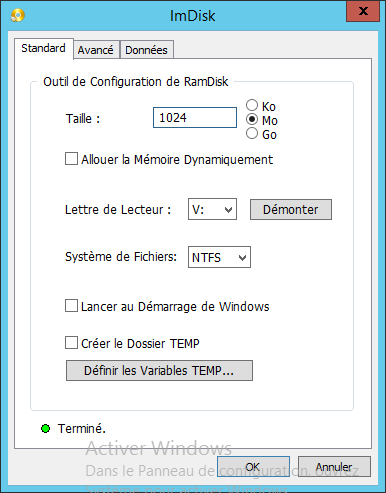 ImDisk
Standard Avancé Données
Outil de Configuration de RamDisk
Taille : 1024
Ko
Mo
Go
Allouer la Mémoire Dynamiquement
Lettre de Lecteur : V: Démonter
Système de Fichiers: NTFS
Lancer au Démarrage de Windows
Créer le Dossier TEMP
Définir les Variables TEMP...
Terminé.
Activer Windows
Dans le Panneau de configuration, ouvrez
OK Annuler